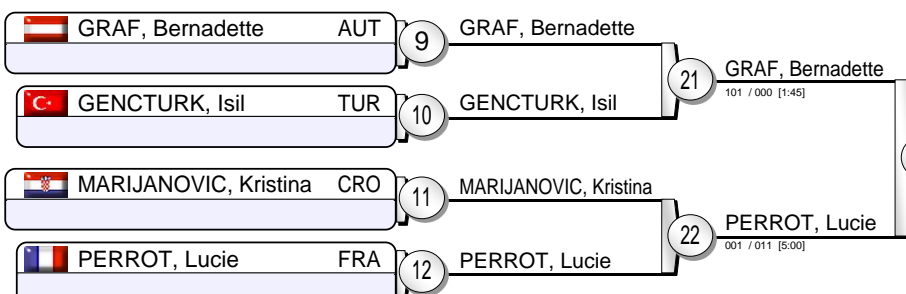 GRAF, Bernadette AUT 9 GRAF, Bernadette
21 GRAF, Bernadette
101 / 000 [1:45]
GENCTURK, Isil TUR 10 GENCTURK, Isil
MARIJANOVIC, Kristina CRO 11 MARIJANOVIC, Kristina
22 PERROT, Lucie
001 / 011 [5:00]
PERROT, Lucie FRA 12 PERROT, Lucie